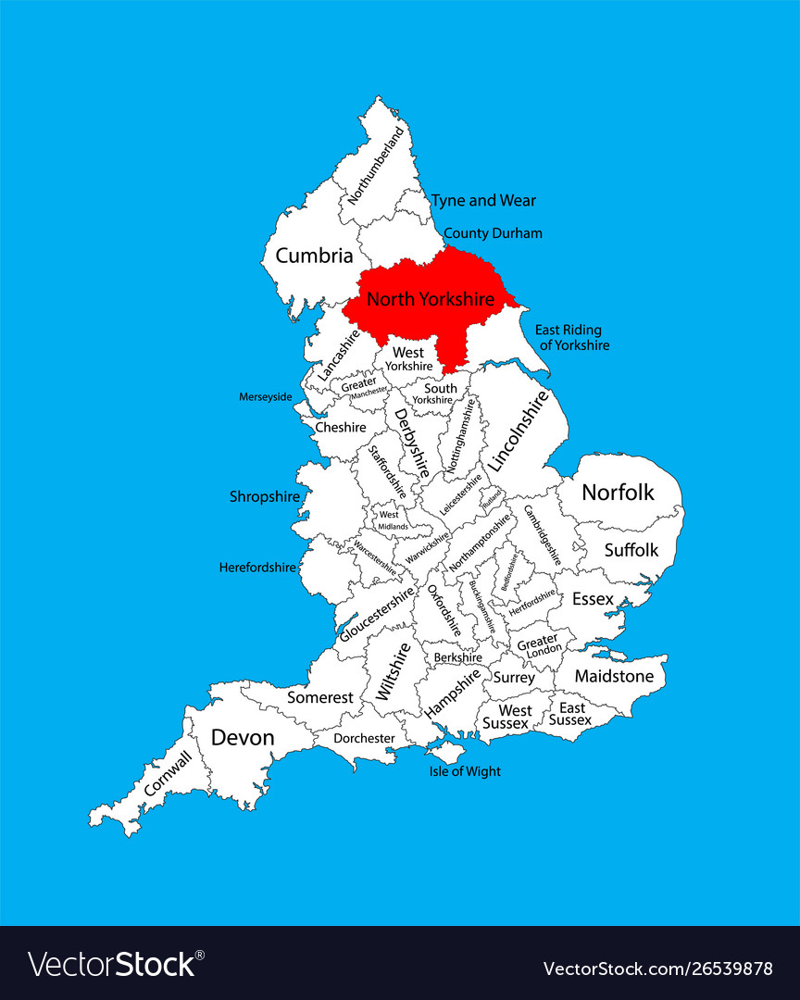 Northumberland
Tyne and Wear
County Durham
Cumbria
North Yorkshire
East Riding
of Yorkshire
Lancashire
West
Yorkshire
Greater
Manchester
South
Yorkshire
Merseyside
Cheshire
Derbyshire
Nottinghamshire
Lincolnshire
Staffordshire
Shropshire
Leicestershire
Rutland
Norfolk
West
Midlands
Warcestershire
Warwickshire
Northamptonshire
Cambridgeshire
Suffolk
Herefordshire
Bedfordshire
Gloucestershire
Oxfordshire
Buckingamshire
Hertfordshire
Essex
Greater
London
Berkshire
Wiltshire
Surrey
Maidstone
Somerest
Hampshire
West
Sussex
East
Sussex
Devon
Dorchester
Cornwall
Isle of Wight
VectorStock®
VectorStock.com/26539878